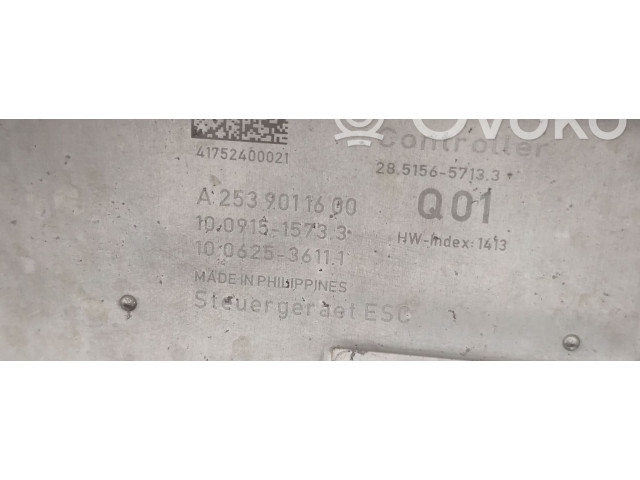 OVOKO
Controller
41752400021
28.5156-5713.3
A 253 901 16 00
Q01
10.0915-1573.3
HW-Index: 1413
10.0625-3611.1
MADE IN PHILIPPINES
Steuergeraet ESC